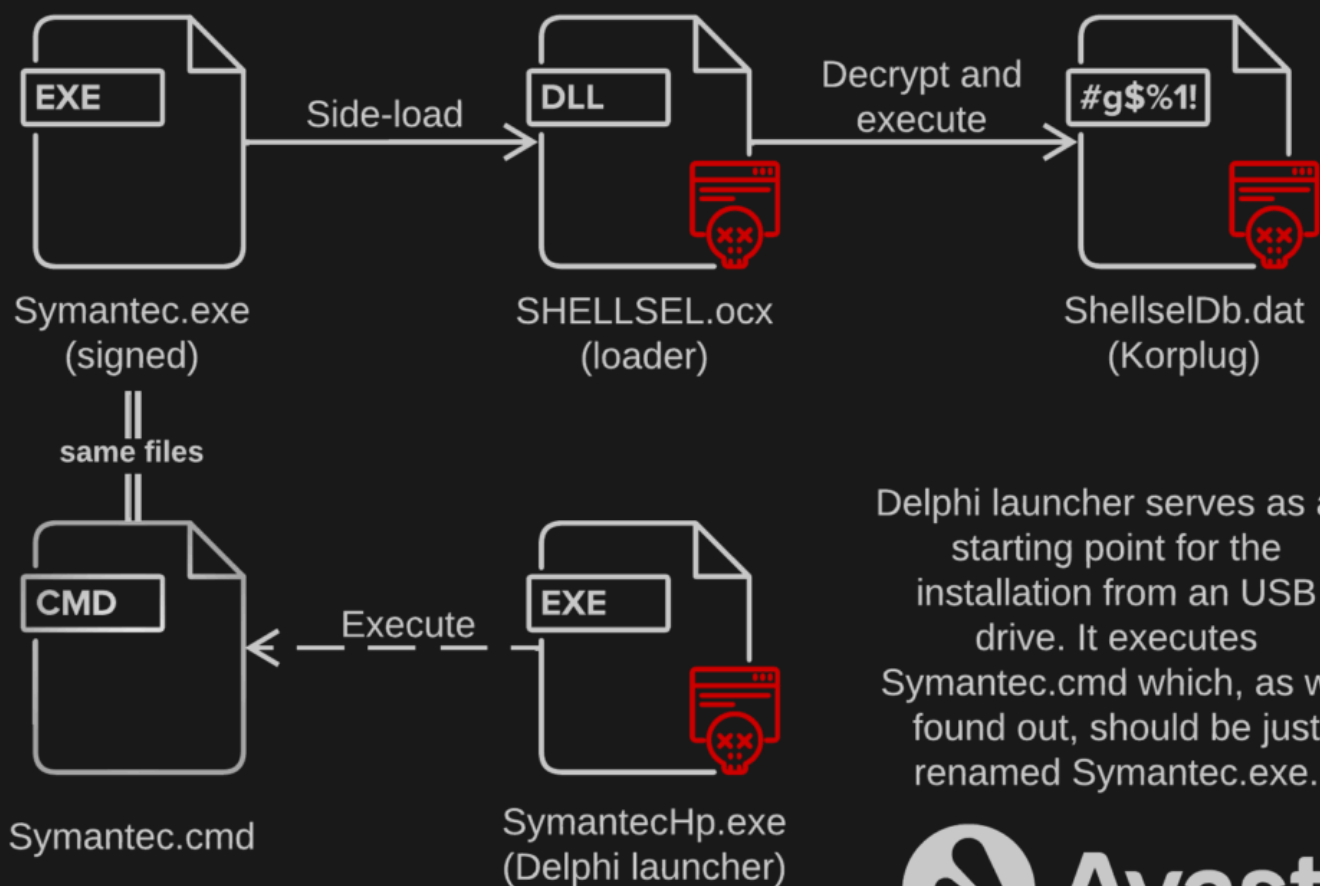 EXE
Side-load
DLL
Decrypt and
execute
#g$%1!
Symantec.exe
(signed)
SHELLSEL.ocx
(loader)
ShellselDb.dat
(Korplug)
same files
CMD
Execute
EXE
Symantec.cmd
SymantecHp.exe
(Delphi launcher)
Delphi launcher serves as
starting point for the
installation from an USB
drive. It executes
Symantec.cmd which, as
found out, should be just
renamed Symantec.exe.
Avast